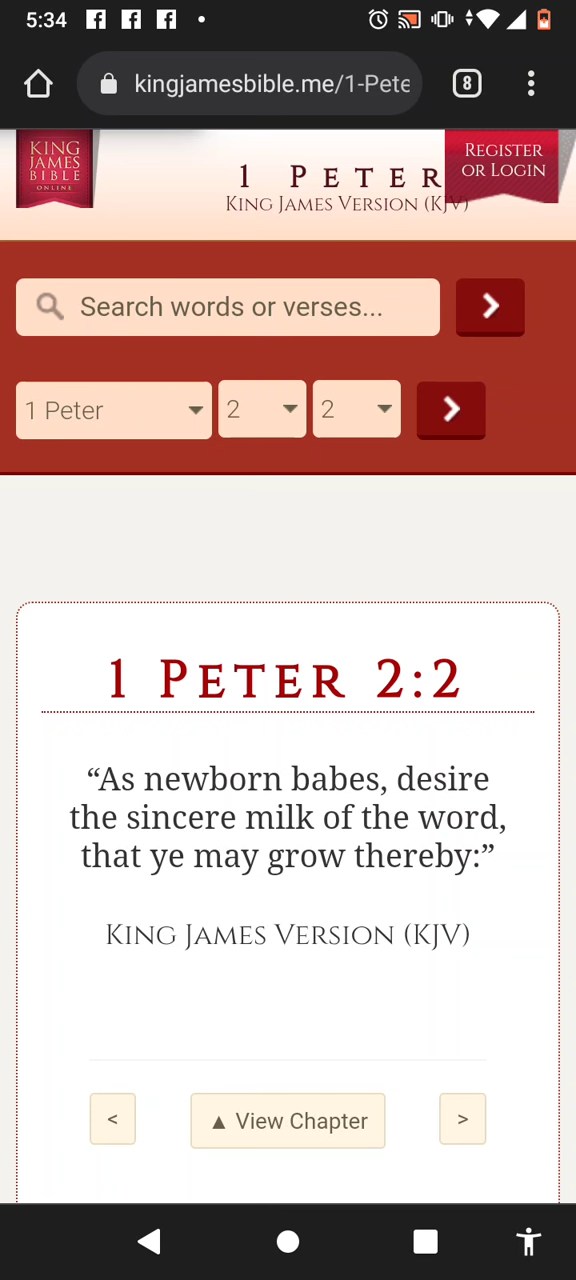 5:34
8
kingjamesbible.me/1-Pete
KING
JAMES
BIBLE
ONLINE
1 PETER
KING JAMES VERSION (KJV)
REGISTER
OR LOGIN
Search words or verses...
1 Peter
2
2
1 PETER 2:2
“As newborn babes, desire
the sincere milk of the word,
that ye may grow thereby:”
KING JAMES VERSION (KJV)
<
▲ View Chapter
>